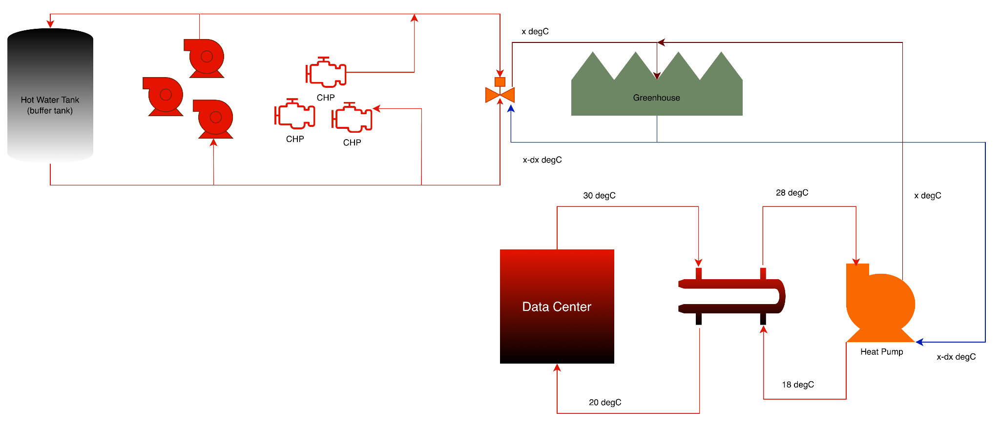 x degC
Hot Water Tank
(buffer tank)
CHP
Greenhouse
CHP
CHP
x-dx degC
30 degC
28 degC
x degC
Data Center
Heat Pump
x-dx degC
18 degC
20 degC